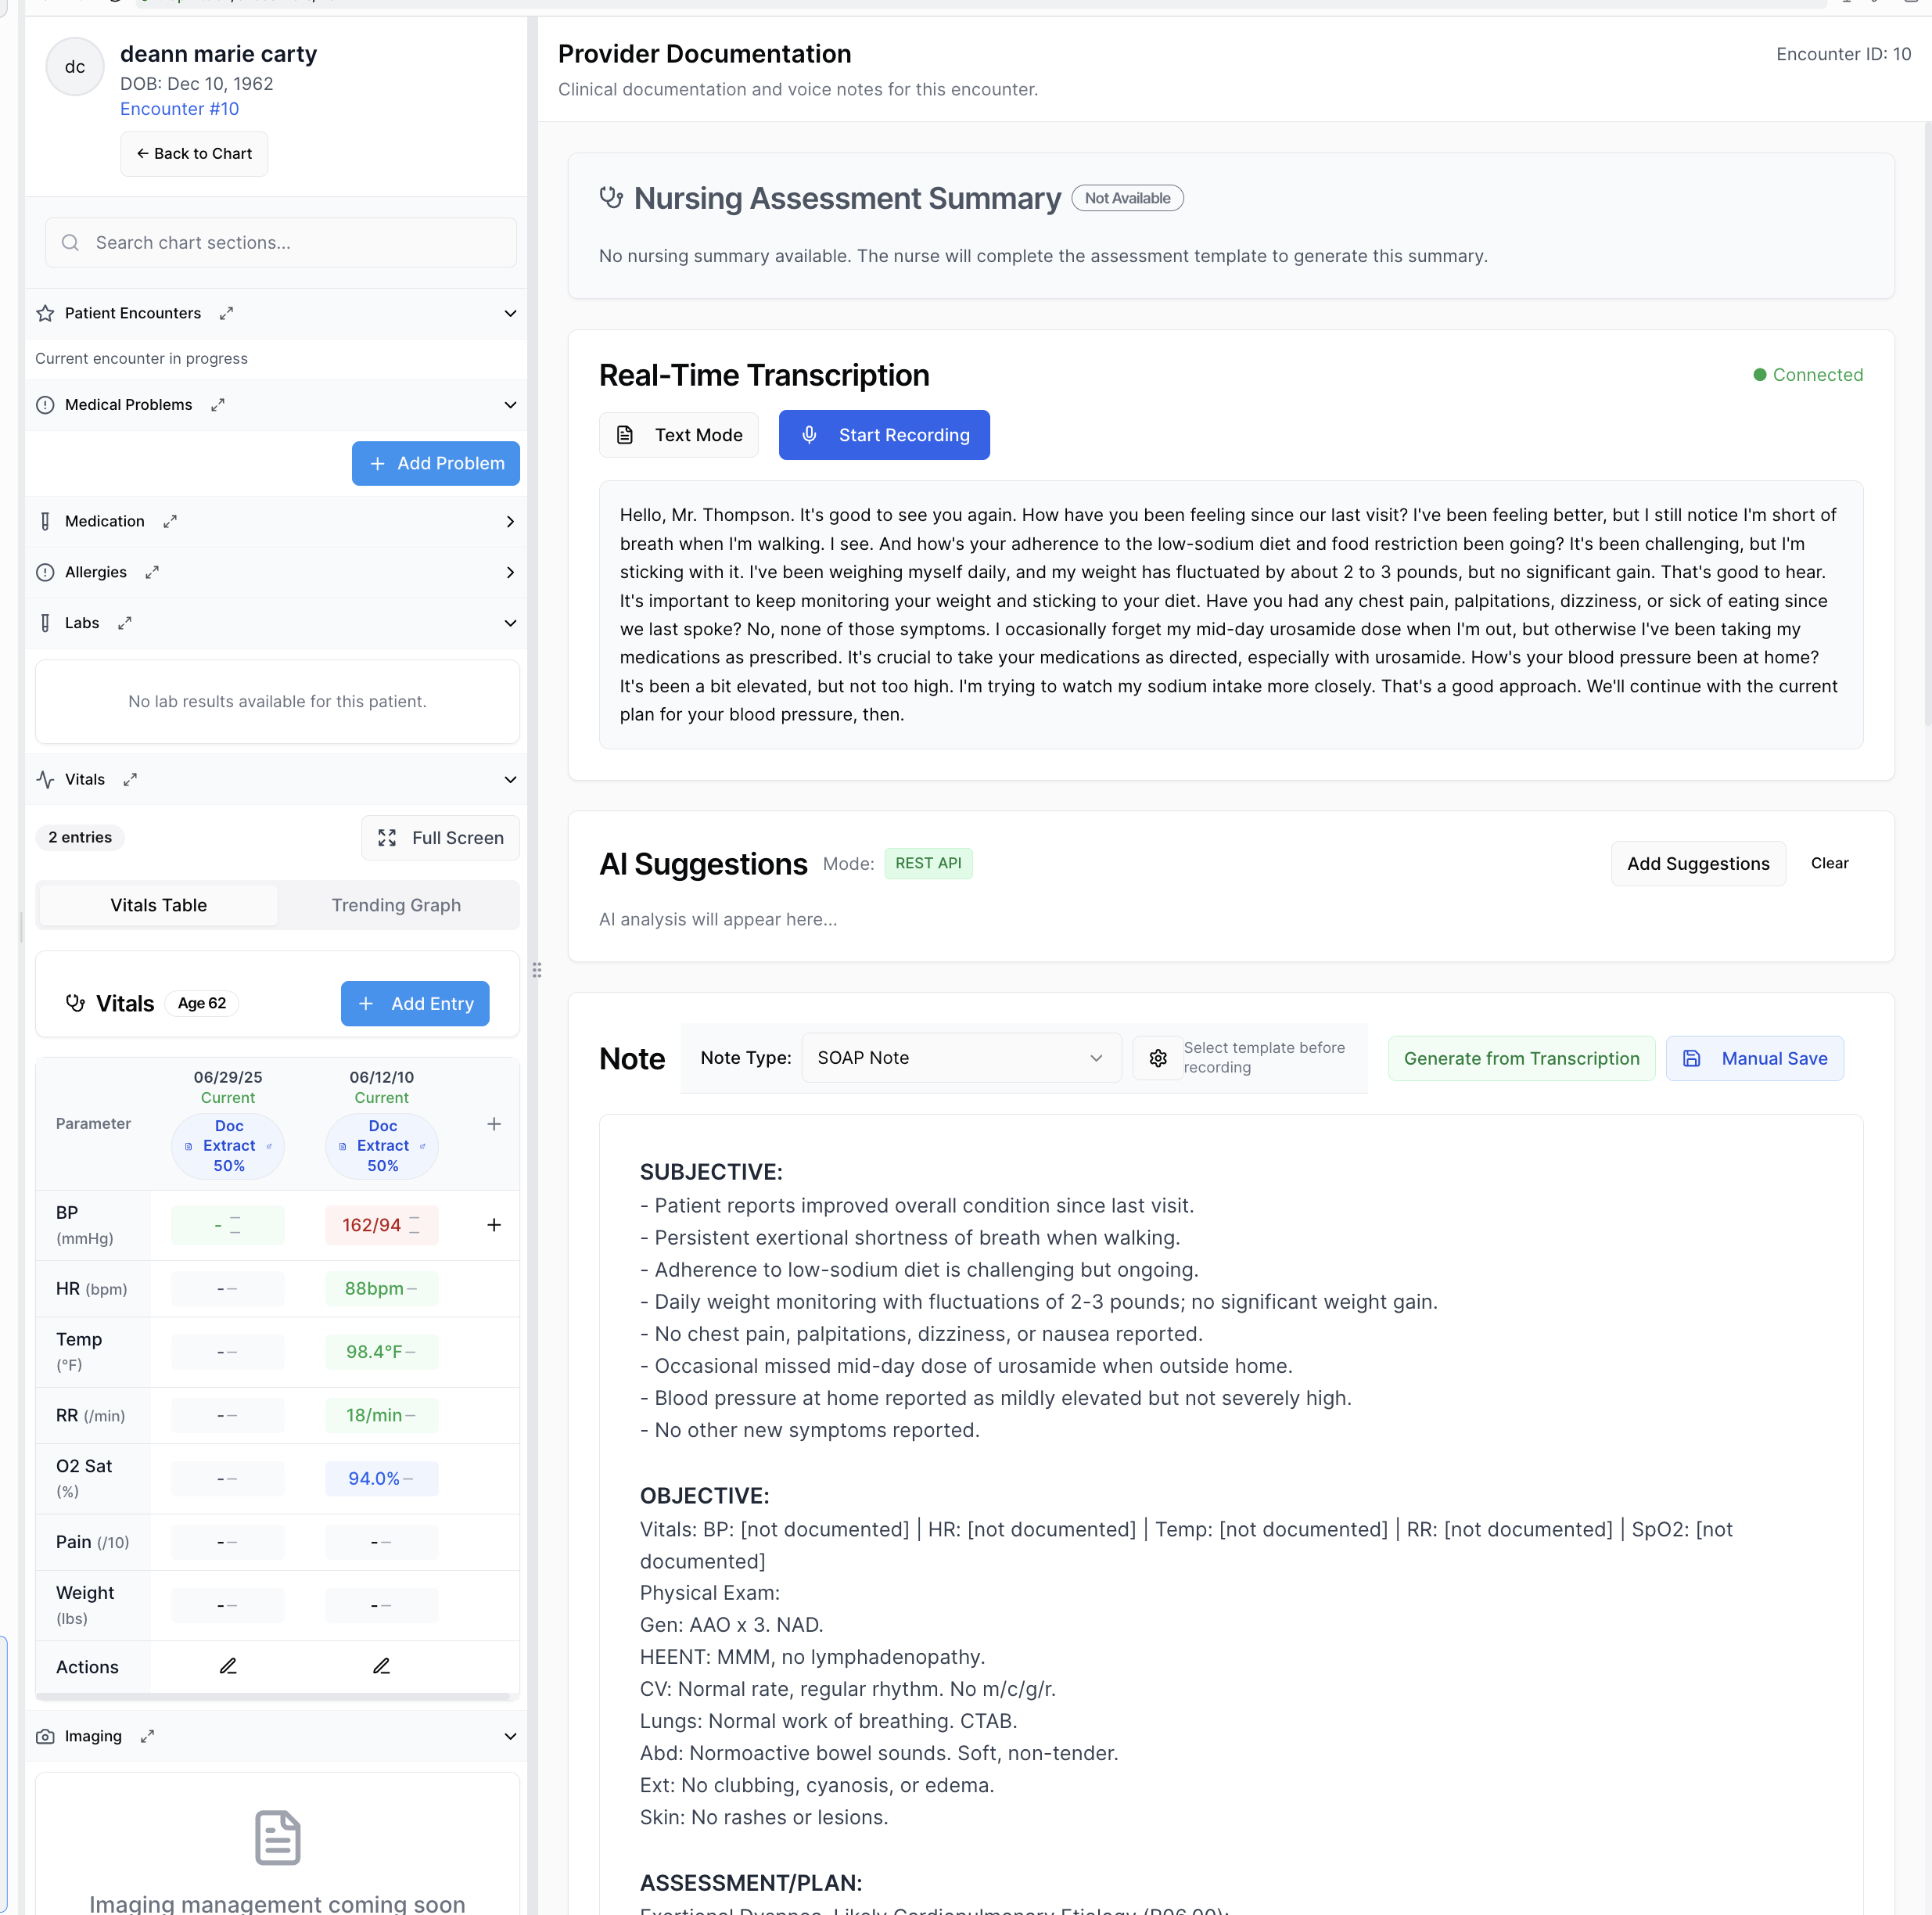 dc
deann marie carty
DOB: Dec 10, 1962
Encounter #10
← Back to Chart
Search chart sections...
Patient Encounters
Current encounter in progress
Medical Problems
+ Add Problem
Medication
Allergies
Labs
No lab results available for this patient.
Vitals
2 entries
Full Screen
Vitals Table
Trending Graph
Vitals
Age 62
+ Add Entry
Parameter
06/29/25
Current
Doc
Extract
50%
06/12/10
Current
Doc
Extract
50%
+
BP
(mmHg)
- –
–
162/94 –
–
+
HR (bpm)
- –
88bpm –
Temp
(°F)
- –
98.4°F –
RR (/min)
- –
18/min –
O2 Sat
(%)
- –
94.0% –
Pain (/10)
- –
- –
Weight
(lbs)
- –
- –
Actions
Imaging
Imaging management coming soon
Provider Documentation
Encounter ID: 10
Clinical documentation and voice notes for this encounter.
Nursing Assessment Summary
Not Available
No nursing summary available. The nurse will complete the assessment template to generate this summary.
Real-Time Transcription
Connected
Text Mode
Start Recording
Hello, Mr. Thompson. It's good to see you again. How have you been feeling since our last visit? I've been feeling better, but I still notice I'm short of
breath when I'm walking. I see. And how's your adherence to the low-sodium diet and food restriction been going? It's been challenging, but I'm
sticking with it. I've been weighing myself daily, and my weight has fluctuated by about 2 to 3 pounds, but no significant gain. That's good to hear.
It's important to keep monitoring your weight and sticking to your diet. Have you had any chest pain, palpitations, dizziness, or sick of eating since
we last spoke? No, none of those symptoms. I occasionally forget my mid-day urosamide dose when I'm out, but otherwise I've been taking my
medications as prescribed. It's crucial to take your medications as directed, especially with urosamide. How's your blood pressure been at home?
It's been a bit elevated, but not too high. I'm trying to watch my sodium intake more closely. That's a good approach. We'll continue with the current
plan for your blood pressure, then.
AI Suggestions
Mode:
REST API
Add Suggestions
Clear
AI analysis will appear here...
Note
Note Type:
SOAP Note
Select template before
recording
Generate from Transcription
Manual Save
SUBJECTIVE:
- Patient reports improved overall condition since last visit.
- Persistent exertional shortness of breath when walking.
- Adherence to low-sodium diet is challenging but ongoing.
- Daily weight monitoring with fluctuations of 2-3 pounds; no significant weight gain.
- No chest pain, palpitations, dizziness, or nausea reported.
- Occasional missed mid-day dose of urosamide when outside home.
- Blood pressure at home reported as mildly elevated but not severely high.
- No other new symptoms reported.
OBJECTIVE:
Vitals: BP: [not documented] | HR: [not documented] | Temp: [not documented] | RR: [not documented] | SpO2: [not
documented]
Physical Exam:
Gen: AAO x 3. NAD.
HEENT: MMM, no lymphadenopathy.
CV: Normal rate, regular rhythm. No m/c/g/r.
Lungs: Normal work of breathing. CTAB.
Abd: Normoactive bowel sounds. Soft, non-tender.
Ext: No clubbing, cyanosis, or edema.
Skin: No rashes or lesions.
ASSESSMENT/PLAN:
Exertional Dyspnea, Likely Cardiopulmonary Etiology (R06.00):